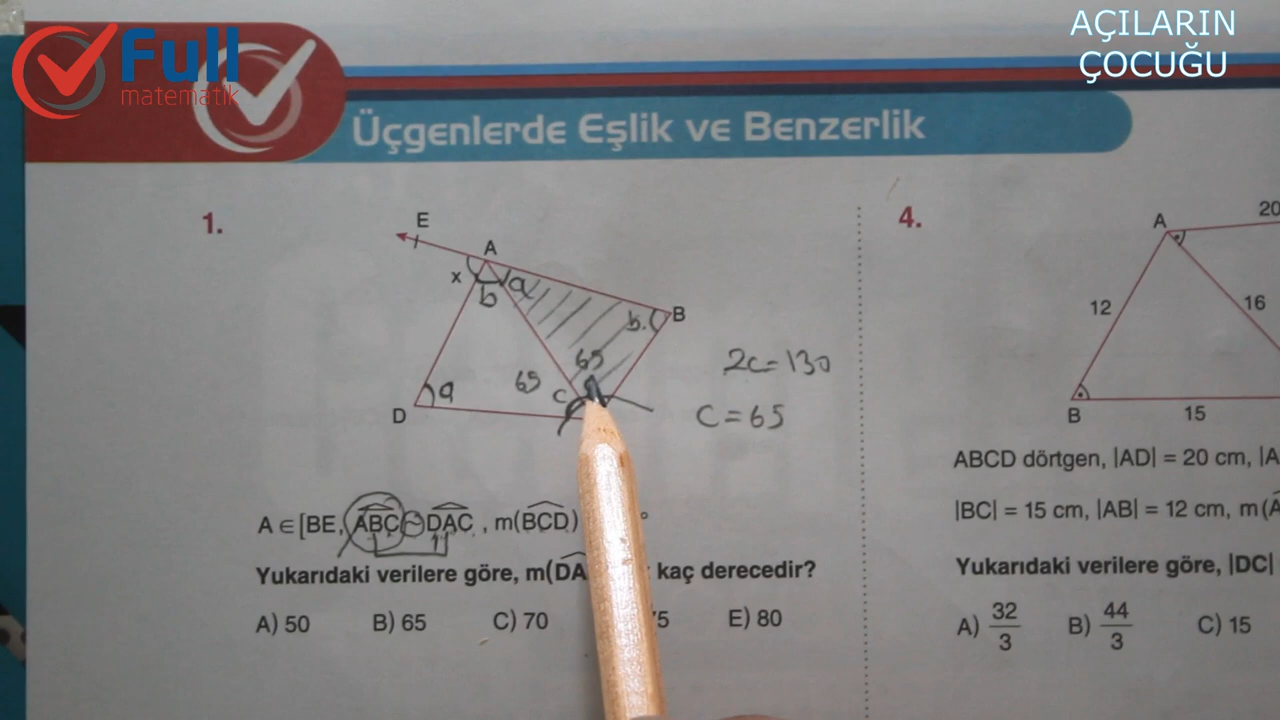 AÇILARIN
ÇOCUĞU
Full
matematik
Üçgenlerde Eşlik ve Benzerlik
1.
E
A
x
b
a
b
B
65
65
c
a
D
2c=130
C=65
A ∈ [BE, ABC ~ DAC , m(BCD) °
Yukarıdaki verilere göre, m(DA kaç derecedir?
A) 50 B) 65 C) 70 75 E) 80
4.
A
20
12
16
B
15
ABCD dörtgen, |AD| = 20 cm, |A
|BC| = 15 cm, |AB| = 12 cm, m(A
Yukarıdaki verilere göre, |DC|
A) 32/3 B) 44/3 C) 15